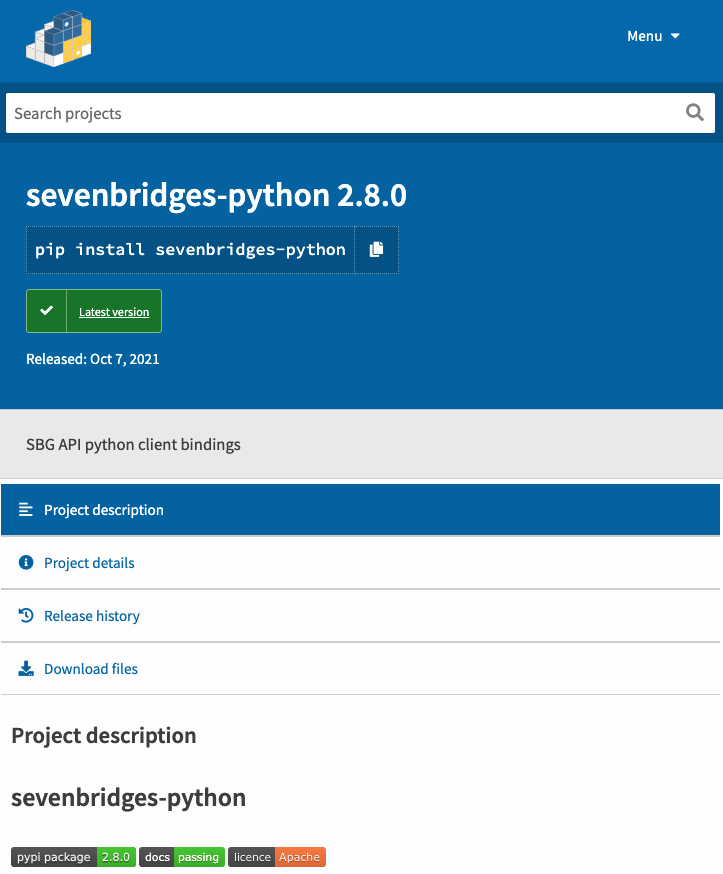 Menu
Search projects
sevenbridges-python 2.8.0
pip install sevenbridges-python
Latest version
Released: Oct 7, 2021
SBG API python client bindings
Project description
Project details
Release history
Download files
Project description
sevenbridges-python
pypi package 2.8.0 docs passing licence Apache